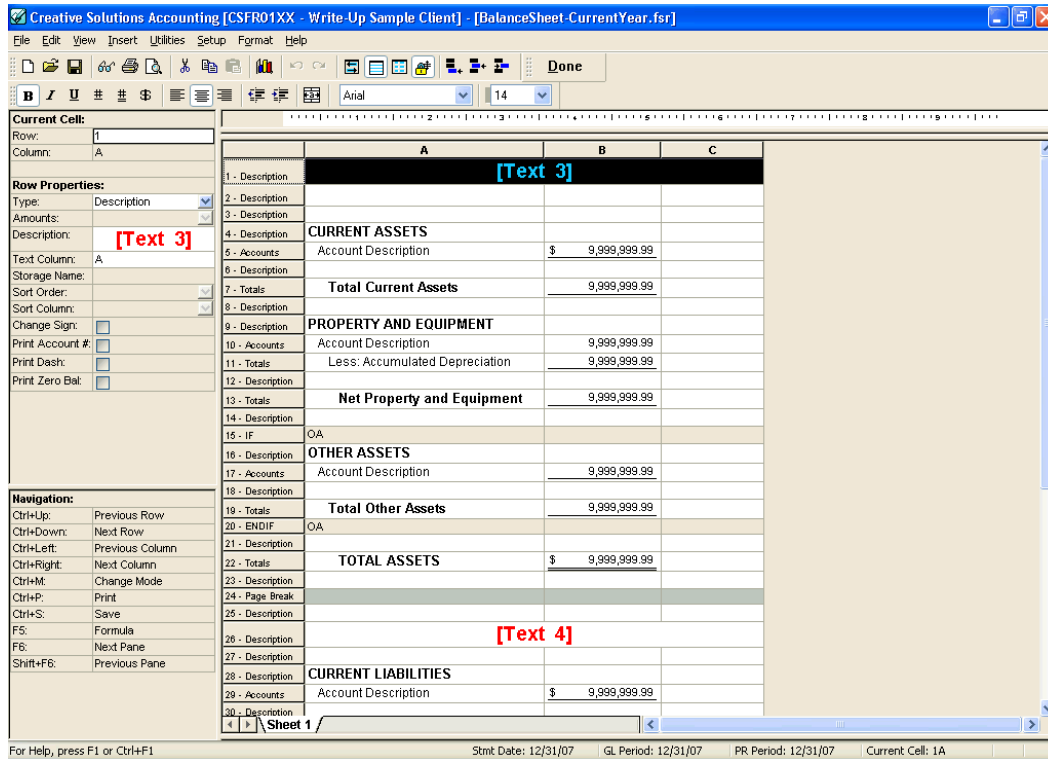 Creative Solutions Accounting [CSFR01XX - Write-Up Sample Client] - [BalanceSheet-CurrentYear.fsr]
File Edit View Insert Utilities Setup Format Help
Done
B I U # # $ Arial 14
Current Cell:
Row: 1
Column: A
Row Properties:
Type: Description
Amounts:
Description: [Text 3]
Text Column: A
Storage Name:
Sort Order:
Sort Column:
Change Sign:
Print Account #:
Print Dash:
Print Zero Bal:
Navigation:
Ctrl+Up: Previous Row
Ctrl+Down: Next Row
Ctrl+Left: Previous Column
Ctrl+Right: Next Column
Ctrl+M: Change Mode
Ctrl+P: Print
Ctrl+S: Save
F5: Formula
F6: Next Pane
Shift+F6: Previous Pane
1 2 3 4 5 6 7 8 9
A B C
1 - Description [Text 3]
2 - Description
3 - Description
4 - Description CURRENT ASSETS
5 - Accounts Account Description $ 9,999,999.99
6 - Description
7 - Totals Total Current Assets 9,999,999.99
8 - Description
9 - Description PROPERTY AND EQUIPMENT
10 - Accounts Account Description 9,999,999.99
11 - Totals Less: Accumulated Depreciation 9,999,999.99
12 - Description
13 - Totals Net Property and Equipment 9,999,999.99
14 - Description
15 - IF OA
16 - Description OTHER ASSETS
17 - Accounts Account Description 9,999,999.99
18 - Description
19 - Totals Total Other Assets 9,999,999.99
20 - ENDIF OA
21 - Description
22 - Totals TOTAL ASSETS $ 9,999,999.99
23 - Description
24 - Page Break
25 - Description
26 - Description [Text 4]
27 - Description
28 - Description CURRENT LIABILITIES
29 - Accounts Account Description $ 9,999,999.99
30 - Description
Sheet 1
For Help, press F1 or Ctrl+F1 Stmt Date: 12/31/07 GL Period: 12/31/07 PR Period: 12/31/07 Current Cell: 1A